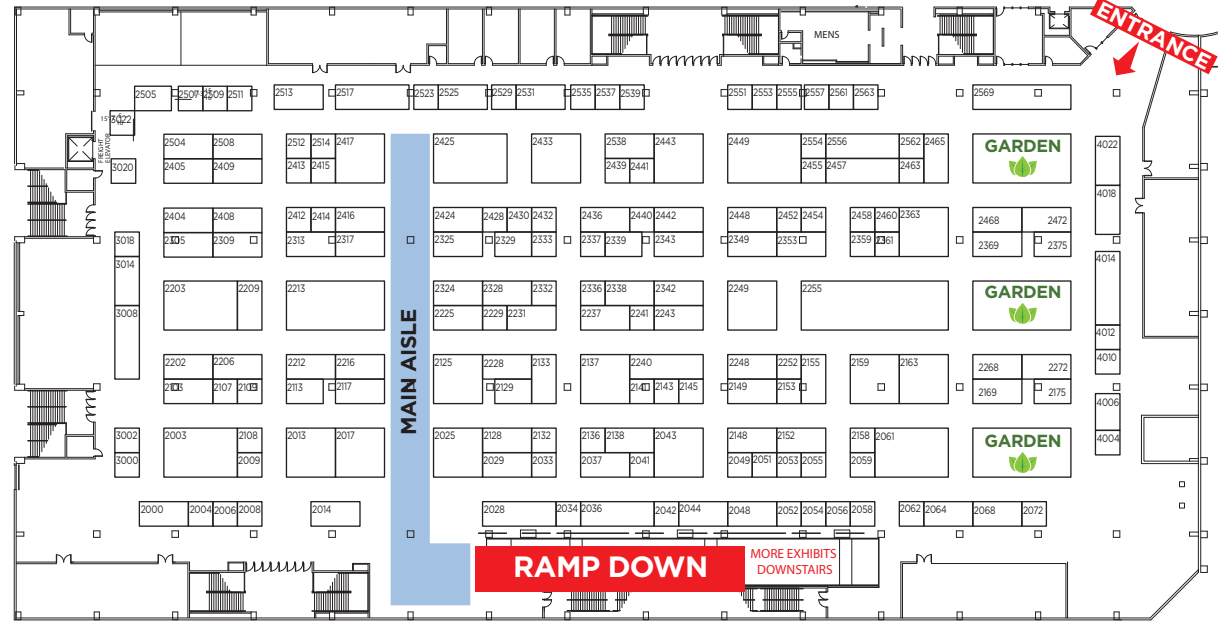 ENTRANCE
MENS
2505 2507 2509 2511 2513 2517 2523 2525 2529 2531 2535 2537 2539 2551 2553 2555 2557 2561 2563 2569
3022
FREIGHT
ELEVATOR
2504 2508 2512 2514 2417 2425 2433 2538 2443 2449 2554 2556 2562 2465 GARDEN 4022
3020 2405 2409 2413 2415 2439 2441 2455 2457 2463 4018
2404 2408 2412 2414 2416 2424 2428 2430 2432 2436 2440 2442 2448 2452 2454 2458 2460 2363 2468 2472
3018 2305 2309 2313 2317 2325 2329 2333 2337 2339 2343 2349 2353 2359 2361 2369 2375
3014 4014
2203 2209 2213 2324 2328 2332 2336 2338 2342 2249 2255 GARDEN
3008 2225 2229 2231 2237 2241 2243 4012
MAIN AISLE
2202 2206 2212 2216 2125 2228 2133 2137 2240 2248 2252 2155 2159 2163 2268 2272 4010
2103 2107 2109 2113 2117 2129 2141 2143 2145 2149 2153 2169 2175 4006
3002 2003 2108 2013 2017 2025 2128 2132 2136 2138 2043 2148 2152 2158 2061 GARDEN 4004
3000 2009 2029 2033 2037 2041 2049 2051 2053 2055 2059
2000 2004 2006 2008 2014 2028 2034 2036 2042 2044 2048 2052 2054 2056 2058 2062 2064 2068 2072
RAMP DOWN
MORE EXHIBITS
DOWNSTAIRS